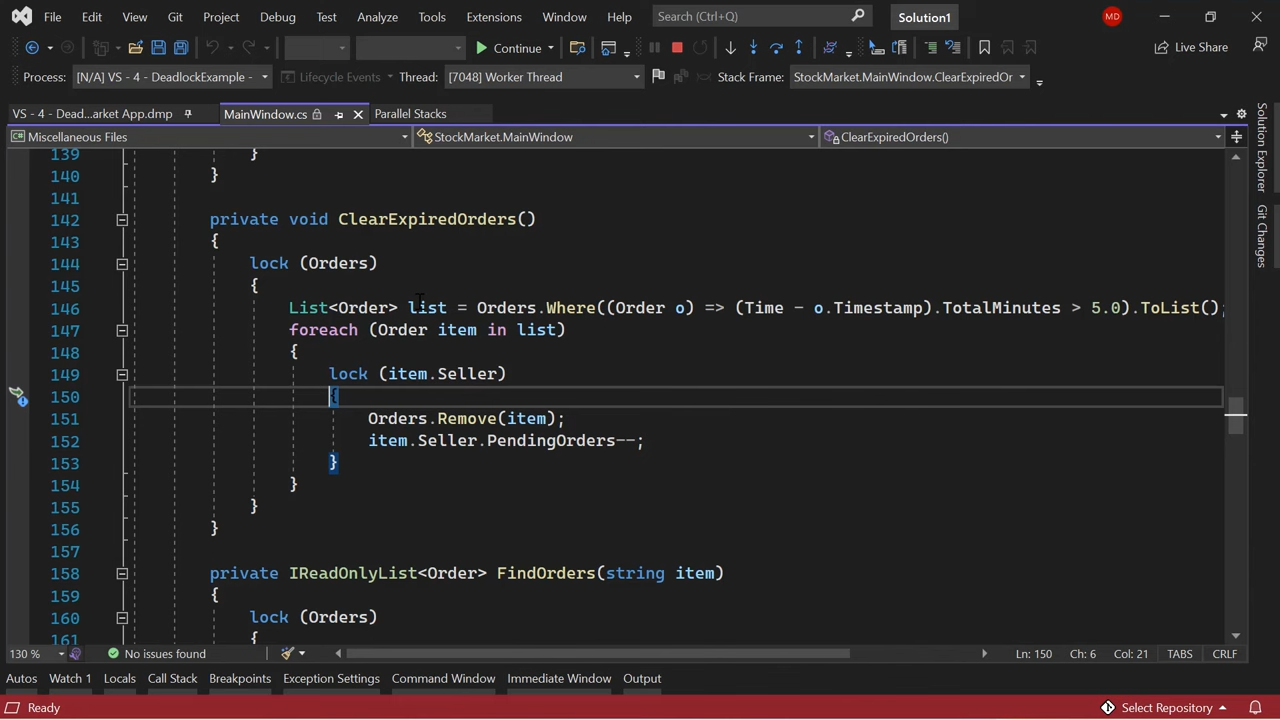 File Edit View Git Project Debug Test Analyze Tools Extensions Window Help Search (Ctrl+Q) Solution1 MD
Continue Live Share
Process: [N/A] VS - 4 - DeadlockExample - Lifecycle Events Thread: [7048] Worker Thread Stack Frame: StockMarket.MainWindow.ClearExpiredOr
VS - 4 - Dead...arket App.dmp MainWindow.cs Parallel Stacks
Miscellaneous Files StockMarket.MainWindow ClearExpiredOrders()
139 }
140 }
141
142 private void ClearExpiredOrders()
143 {
144 lock (Orders)
145 {
146 List<Order> list = Orders.Where((Order o) => (Time - o.Timestamp).TotalMinutes > 5.0).ToList();
147 foreach (Order item in list)
148 {
149 lock (item.Seller)
150 {
151 Orders.Remove(item);
152 item.Seller.PendingOrders--;
153 }
154 }
155 }
156 }
157
158 private IReadOnlyList<Order> FindOrders(string item)
159 {
160 lock (Orders)
161 {
Solution Explorer
Git Changes
130 % No issues found Ln: 150 Ch: 6 Col: 21 TABS CRLF
Autos Watch 1 Locals Call Stack Breakpoints Exception Settings Command Window Immediate Window Output
Ready Select Repository